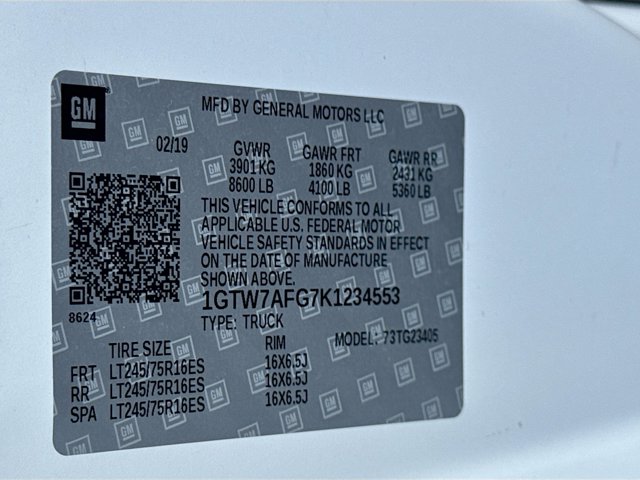 GM
MFD BY GENERAL MOTORS LLC
02/19
GVWR GAWR FRT GAWR RR
3901 KG 1860 KG 2431 KG
8600 LB 4100 LB 5360 LB
THIS VEHICLE CONFORMS TO ALL
APPLICABLE U.S. FEDERAL MOTOR
VEHICLE SAFETY STANDARDS IN EFFECT
ON THE DATE OF MANUFACTURE
SHOWN ABOVE.
8624
1GTW7AFG7K1234553
TYPE: TRUCK MODEL: 73TG23405
TIRE SIZE RIM
FRT LT245/75R16ES 16X6.5J
RR LT245/75R16ES 16X6.5J
SPA LT245/75R16ES 16X6.5J